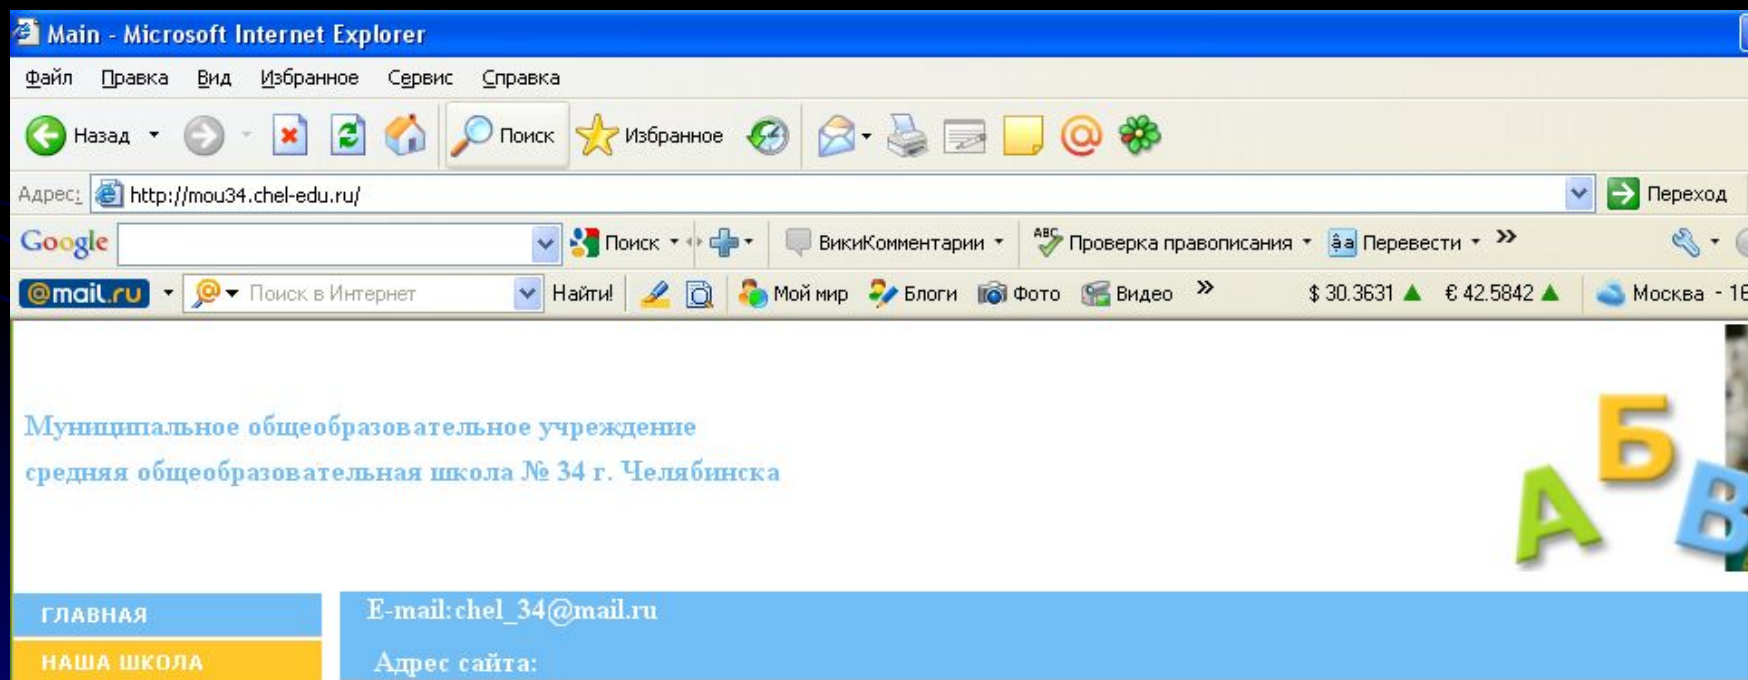 Main - Microsoft Internet Explorer
Файл Правка Вид Избранное Сервис Справка
Назад Поиск Избранное
Адрес: http://mou34.chel-edu.ru/ Переход
Google Поиск ВикиКомментарии ABC Проверка правописания âa Перевести »
@mail.ru Поиск в Интернет Найти! Мой мир Блоги Фото Видео » $ 30.3631 € 42.5842 Москва - 16
Муниципальное общеобразовательное учреждение
средняя общеобразовательная школа № 34 г. Челябинска
А Б В
ГЛАВНАЯ E-mail: chel_34@mail.ru
НАША ШКОЛА Адрес сайта: